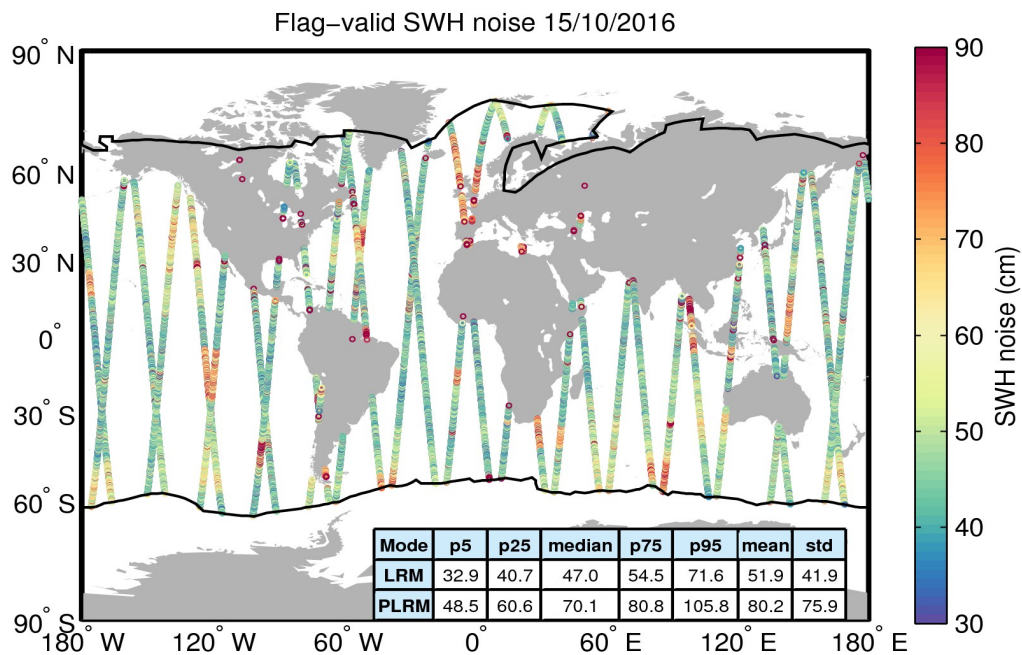 Flag−valid SWH noise 15/10/2016
90° N
60° N
30° N
0°
30° S
60° S
90° S
180° W
120° W
60° W
0°
60° E
120° E
180° E
Mode p5 p25 median p75 p95 mean std
LRM 32.9 40.7 47.0 54.5 71.6 51.9 41.9
PLRM 48.5 60.6 70.1 80.8 105.8 80.2 75.9
90
80
70
60
50
40
30
SWH noise (cm)